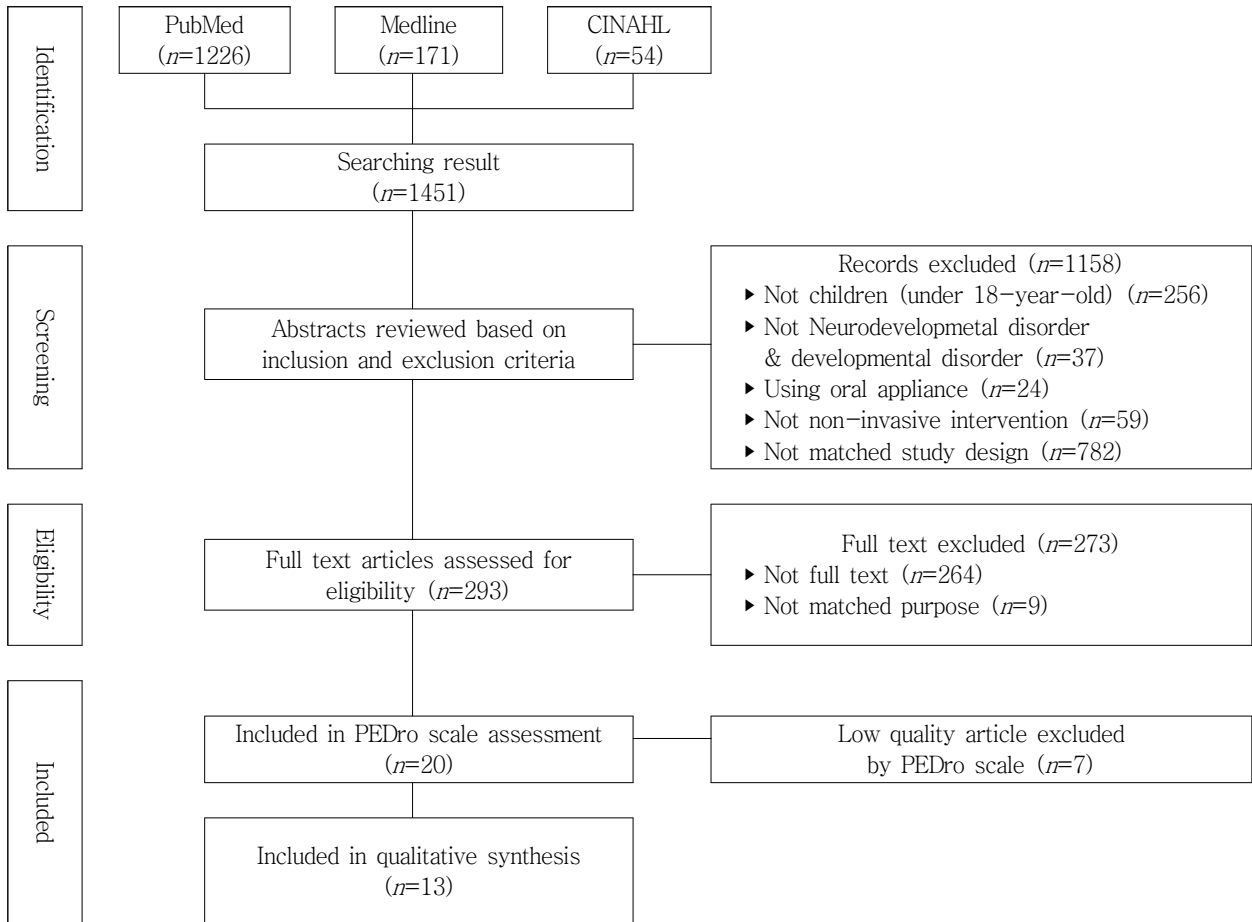 Identification
PubMed
(n=1226)
Medline
(n=171)
CINAHL
(n=54)
Searching result
(n=1451)
Screening
Abstracts reviewed based on
inclusion and exclusion criteria
Records excluded (n=1158)
▶ Not children (under 18-year-old) (n=256)
▶ Not Neurodevelopmetal disorder
& developmental disorder (n=37)
▶ Using oral appliance (n=24)
▶ Not non-invasive intervention (n=59)
▶ Not matched study design (n=782)
Eligibility
Full text articles assessed for
eligibility (n=293)
Full text excluded (n=273)
▶ Not full text (n=264)
▶ Not matched purpose (n=9)
Included
Included in PEDro scale assessment
(n=20)
Low quality article excluded
by PEDro scale (n=7)
Included in qualitative synthesis
(n=13)